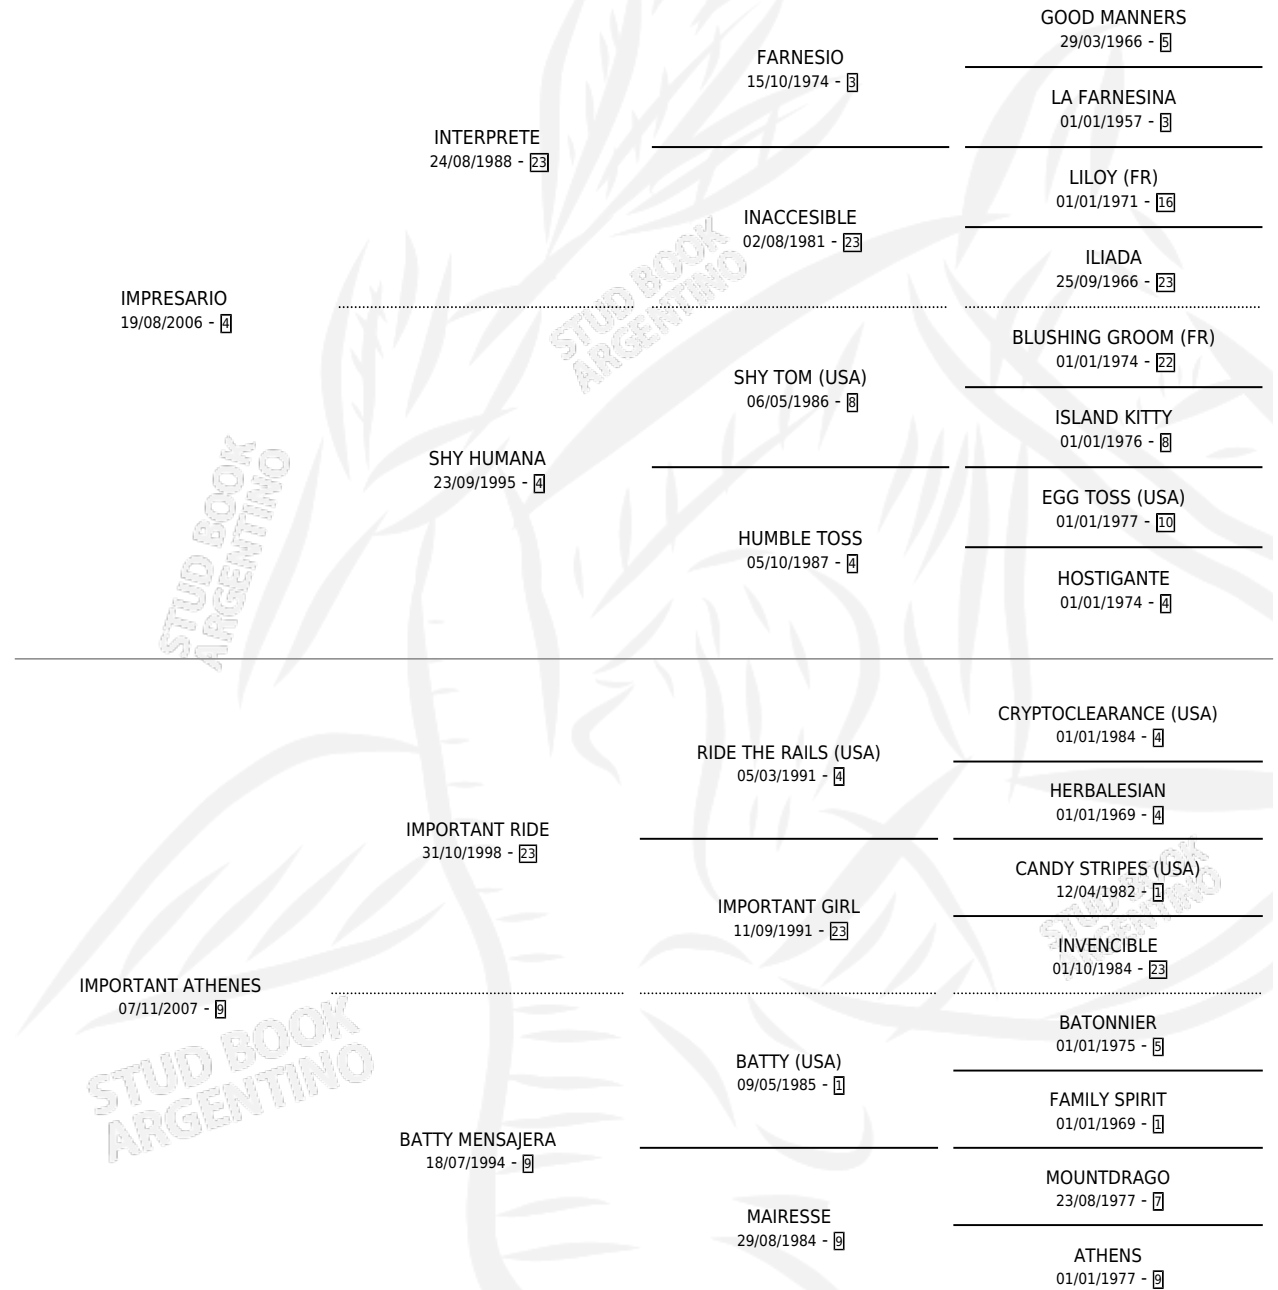 GOOD MANNERS
29/03/1966 - 5
FARNESIO
15/10/1974 - 3
LA FARNESINA
01/01/1957 - 3
INTERPRETE
24/08/1988 - 23
LILOY (FR)
01/01/1971 - 16
INACCESIBLE
02/08/1981 - 23
ILIADA
25/09/1966 - 23
IMPRESARIO
19/08/2006 - 4
BLUSHING GROOM (FR)
01/01/1974 - 22
SHY TOM (USA)
06/05/1986 - 8
ISLAND KITTY
01/01/1976 - 8
SHY HUMANA
23/09/1995 - 4
EGG TOSS (USA)
01/01/1977 - 10
HUMBLE TOSS
05/10/1987 - 4
HOSTIGANTE
01/01/1974 - 4
STUD BOOK
ARGENTINO
STUD BOOK
ARGENTINO
CRYPTOCLEARANCE (USA)
01/01/1984 - 4
RIDE THE RAILS (USA)
05/03/1991 - 4
HERBALESIAN
01/01/1969 - 4
IMPORTANT RIDE
31/10/1998 - 23
CANDY STRIPES (USA)
12/04/1982 - 1
IMPORTANT GIRL
11/09/1991 - 23
INVENCIBLE
01/10/1984 - 23
IMPORTANT ATHENES
07/11/2007 - 9
BATONNIER
01/01/1975 - 5
BATTY (USA)
09/05/1985 - 1
FAMILY SPIRIT
01/01/1969 - 1
BATTY MENSAJERA
18/07/1994 - 9
MOUNTDRAGO
23/08/1977 - 7
MAIRESSE
29/08/1984 - 9
ATHENS
01/01/1977 - 9
STUD BOOK
ARGENTINO
STUD BOOK
ARGENTINO